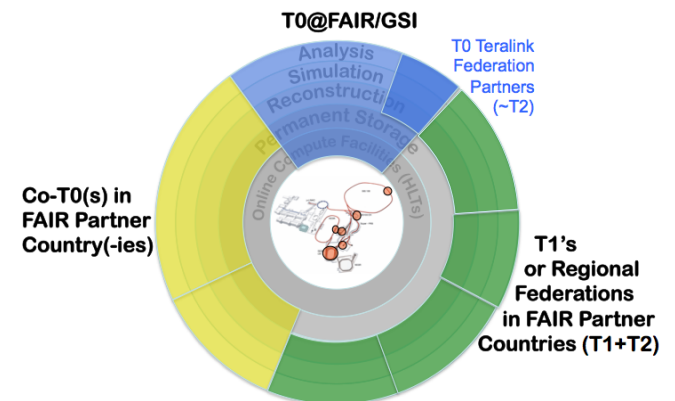 T0@FAIR/GSI
T0 Teralink
Federation
Partners
(~T2)
Analysis
Simulation
Reconstruction
Permanent Storage
Online Compute Facilities (HLTs)
Co-T0(s) in
FAIR Partner
Country(-ies)
T1's
or Regional
Federations
in FAIR Partner
Countries (T1+T2)